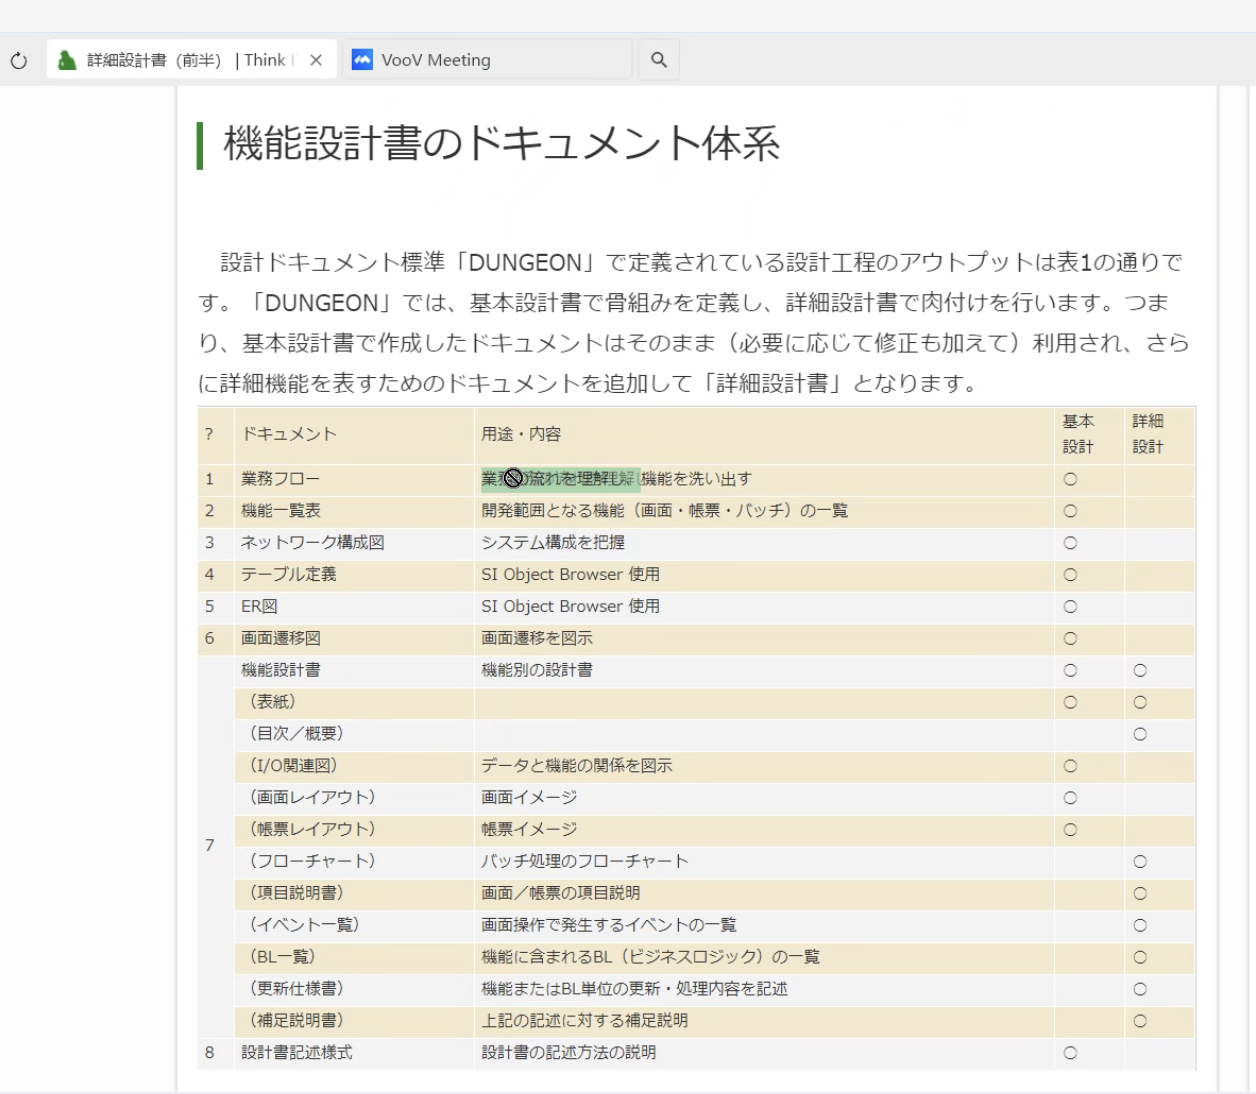 詳細設計書（前半）| Think
VooV Meeting
機能設計書のドキュメント体系
設計ドキュメント標準「DUNGEON」で定義されている設計工程のアウトプットは表1の通りで
す。「DUNGEON」では、基本設計書で骨組みを定義し、詳細設計書で肉付けを行います。つま
り、基本設計書で作成したドキュメントはそのまま（必要に応じて修正も加えて）利用され、さら
に詳細機能を表すためのドキュメントを追加して「詳細設計書」となります。
? ドキュメント 用途・内容 基本設計 詳細設計
1 業務フロー 業務の流れを理解し機能を洗い出す ○
2 機能一覧表 開発範囲となる機能（画面・帳票・バッチ）の一覧 ○
3 ネットワーク構成図 システム構成を把握 ○
4 テーブル定義 SI Object Browser 使用 ○
5 ER図 SI Object Browser 使用 ○
6 画面遷移図 画面遷移を図示 ○
7 機能設計書 機能別の設計書 ○ ○
（表紙） ○ ○
（目次／概要） ○
（I/O関連図） データと機能の関係を図示 ○
（画面レイアウト） 画面イメージ ○
（帳票レイアウト） 帳票イメージ ○
（フローチャート） バッチ処理のフローチャート ○
（項目説明書） 画面／帳票の項目説明 ○
（イベント一覧） 画面操作で発生するイベントの一覧 ○
（BL一覧） 機能に含まれるBL（ビジネスロジック）の一覧 ○
（更新仕様書） 機能またはBL単位の更新・処理内容を記述 ○
（補足説明書） 上記の記述に対する補足説明 ○
8 設計書記述様式 設計書の記述方法の説明 ○